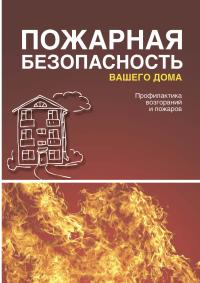 ПОЖАРНАЯ
БЕЗОПАСНОСТЬ
ВАШЕГО ДОМА
Профилактика
возгораний
и пожаров